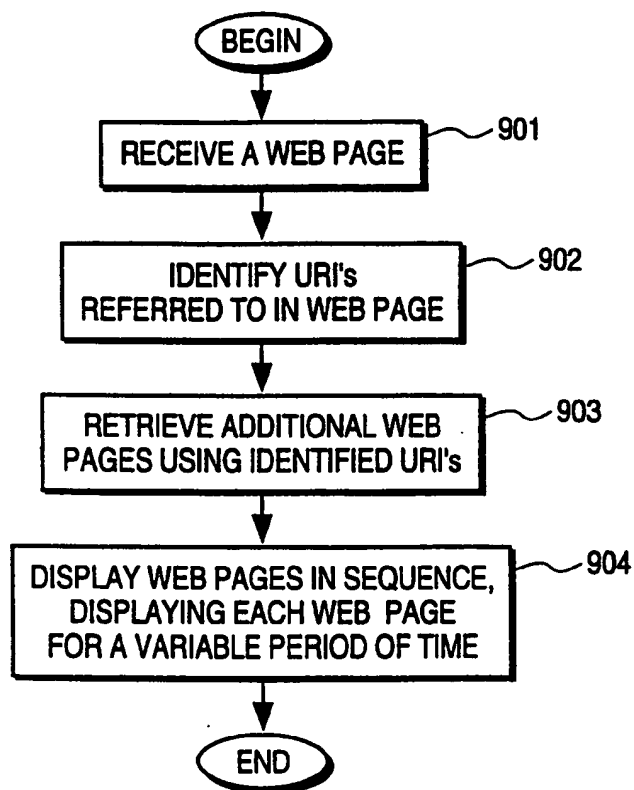 BEGIN
RECEIVE A WEB PAGE
901
IDENTIFY URI's
REFERRED TO IN WEB PAGE
902
RETRIEVE ADDITIONAL WEB
PAGES USING IDENTIFIED URI's
903
DISPLAY WEB PAGES IN SEQUENCE,
DISPLAYING EACH WEB PAGE
FOR A VARIABLE PERIOD OF TIME
904
END